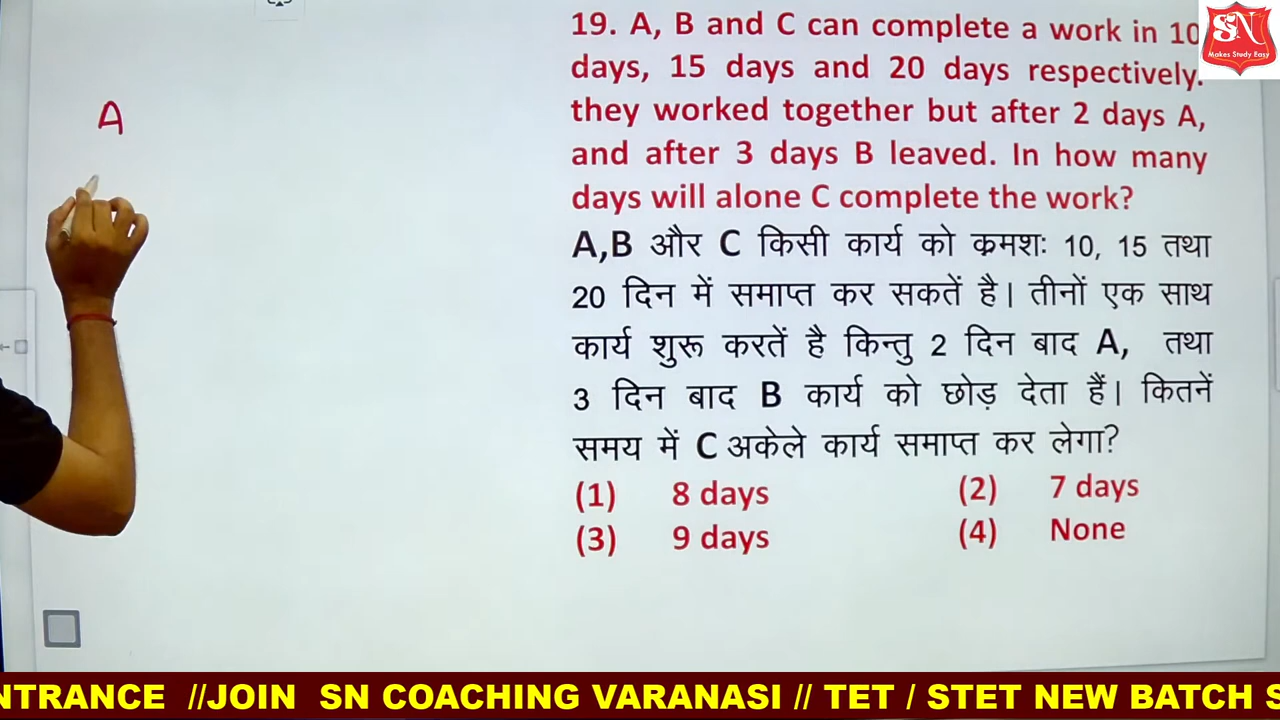 SN
Makes Study Easy
A
19. A, B and C can complete a work in 10
days, 15 days and 20 days respectively.
they worked together but after 2 days A,
and after 3 days B leaved. In how many
days will alone C complete the work?
A,B और C किसी कार्य को क्रमशः 10, 15 तथा
20 दिन में समाप्त कर सकतें है। तीनों एक साथ
कार्य शुरू करतें है किन्तु 2 दिन बाद A, तथा
3 दिन बाद B कार्य को छोड़ देता हैं। कितनें
समय में C अकेले कार्य समाप्त कर लेगा?
(1) 8 days (2) 7 days
(3) 9 days (4) None
NTRANCE //JOIN SN COACHING VARANASI // TET / STET NEW BATCH S